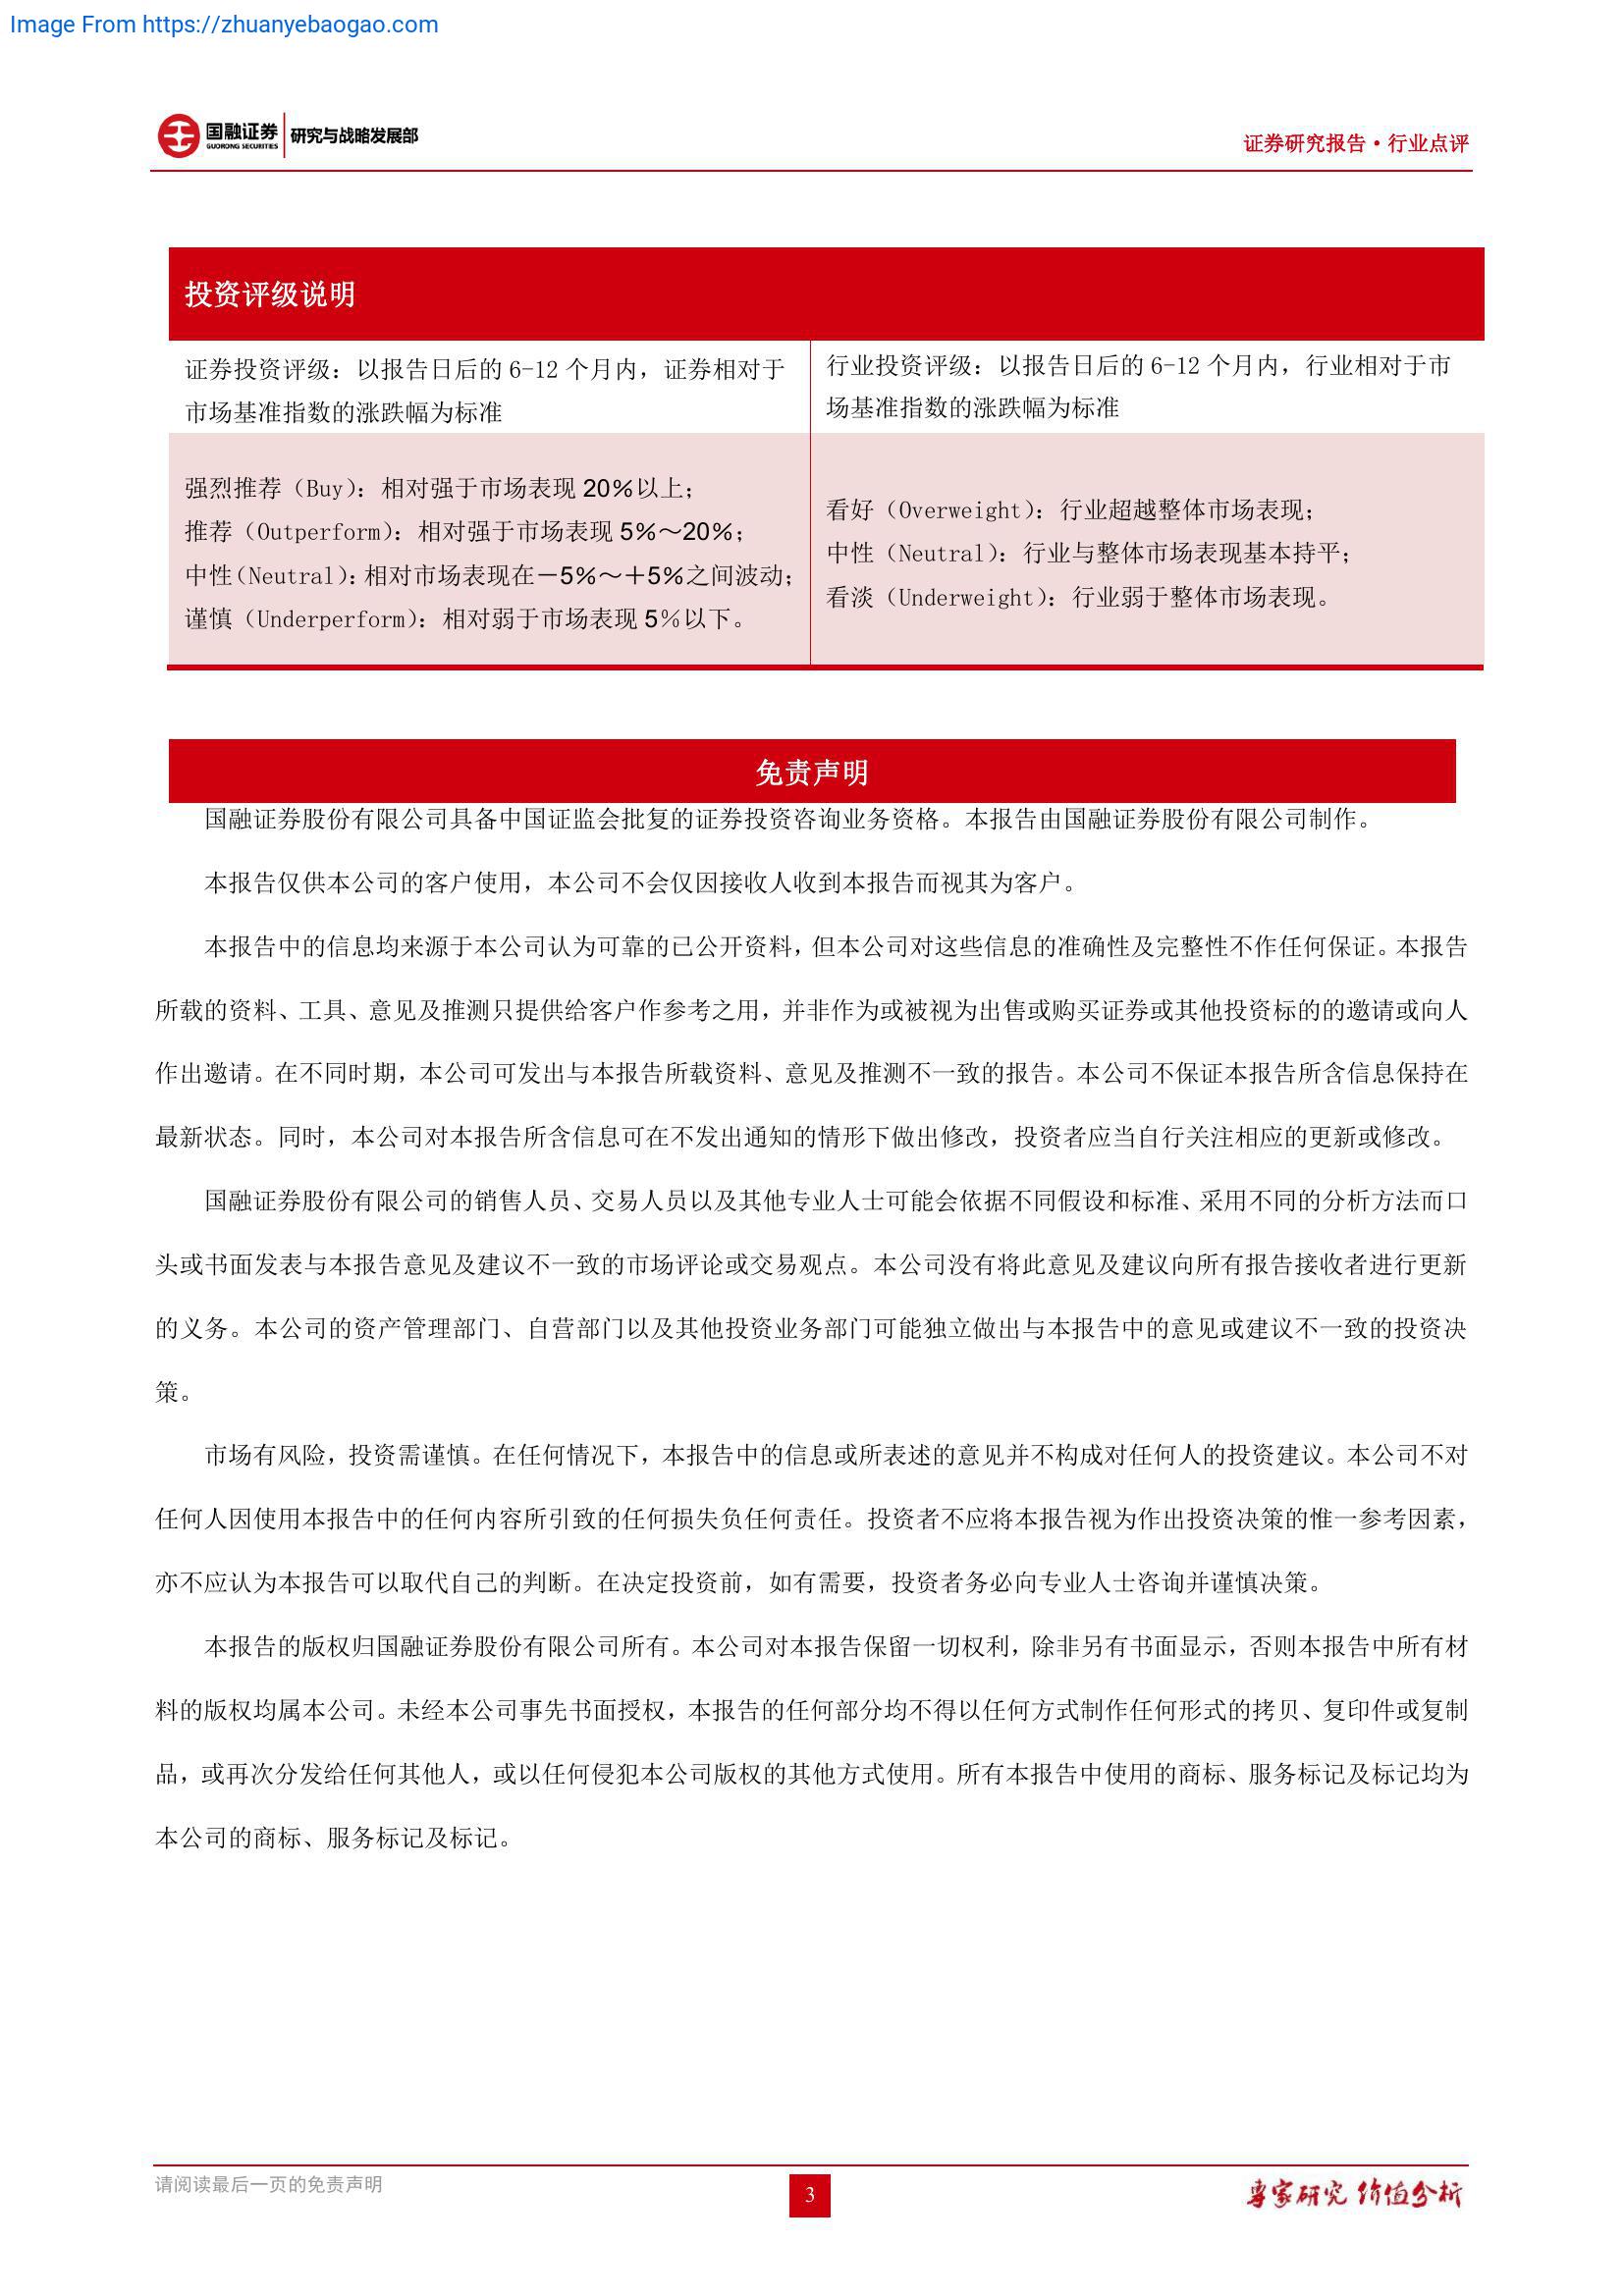 Image From https://zhuanyebaogao.com
国融证券
GUORONG SECURITIES
研究与战略发展部
证券研究报告·行业点评
投资评级说明
证券投资评级：以报告日后的 6-12 个月内，证券相对于
市场基准指数的涨跌幅为标准
行业投资评级：以报告日后的 6-12 个月内，行业相对于市
场基准指数的涨跌幅为标准
强烈推荐（Buy）：相对强于市场表现 20％以上；
推荐（Outperform）：相对强于市场表现 5％～20％；
中性（Neutral）：相对市场表现在－5％～＋5％之间波动；
谨慎（Underperform）：相对弱于市场表现 5％以下。
看好（Overweight）：行业超越整体市场表现；
中性（Neutral）：行业与整体市场表现基本持平；
看淡（Underweight）：行业弱于整体市场表现。
免责声明
国融证券股份有限公司具备中国证监会批复的证券投资咨询业务资格。本报告由国融证券股份有限公司制作。
本报告仅供本公司的客户使用，本公司不会仅因接收人收到本报告而视其为客户。
本报告中的信息均来源于本公司认为可靠的已公开资料，但本公司对这些信息的准确性及完整性不作任何保证。本报告
所载的资料、工具、意见及推测只提供给客户作参考之用，并非作为或被视为出售或购买证券或其他投资标的的邀请或向人
作出邀请。在不同时期，本公司可发出与本报告所载资料、意见及推测不一致的报告。本公司不保证本报告所含信息保持在
最新状态。同时，本公司对本报告所含信息可在不发出通知的情形下做出修改，投资者应当自行关注相应的更新或修改。
国融证券股份有限公司的销售人员、交易人员以及其他专业人士可能会依据不同假设和标准、采用不同的分析方法而口
头或书面发表与本报告意见及建议不一致的市场评论或交易观点。本公司没有将此意见及建议向所有报告接收者进行更新
的义务。本公司的资产管理部门、自营部门以及其他投资业务部门可能独立做出与本报告中的意见或建议不一致的投资决
策。
市场有风险，投资需谨慎。在任何情况下，本报告中的信息或所表述的意见并不构成对任何人的投资建议。本公司不对
任何人因使用本报告中的任何内容所引致的任何损失负任何责任。投资者不应将本报告视为作出投资决策的惟一参考因素，
亦不应认为本报告可以取代自己的判断。在决定投资前，如有需要，投资者务必向专业人士咨询并谨慎决策。
本报告的版权归国融证券股份有限公司所有。本公司对本报告保留一切权利，除非另有书面显示，否则本报告中所有材
料的版权均属本公司。未经本公司事先书面授权，本报告的任何部分均不得以任何方式制作任何形式的拷贝、复印件或复制
品，或再次分发给任何其他人，或以任何侵犯本公司版权的其他方式使用。所有本报告中使用的商标、服务标记及标记均为
本公司的商标、服务标记及标记。
请阅读最后一页的免责声明
3
專家研究 价值分析